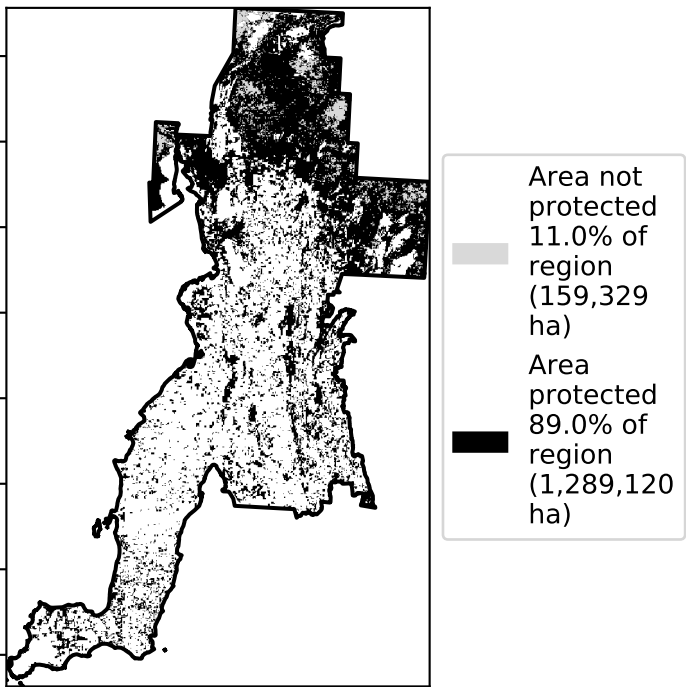 Area not
protected
11.0% of
region
(159,329
ha)
Area
protected
89.0% of
region
(1,289,120
ha)